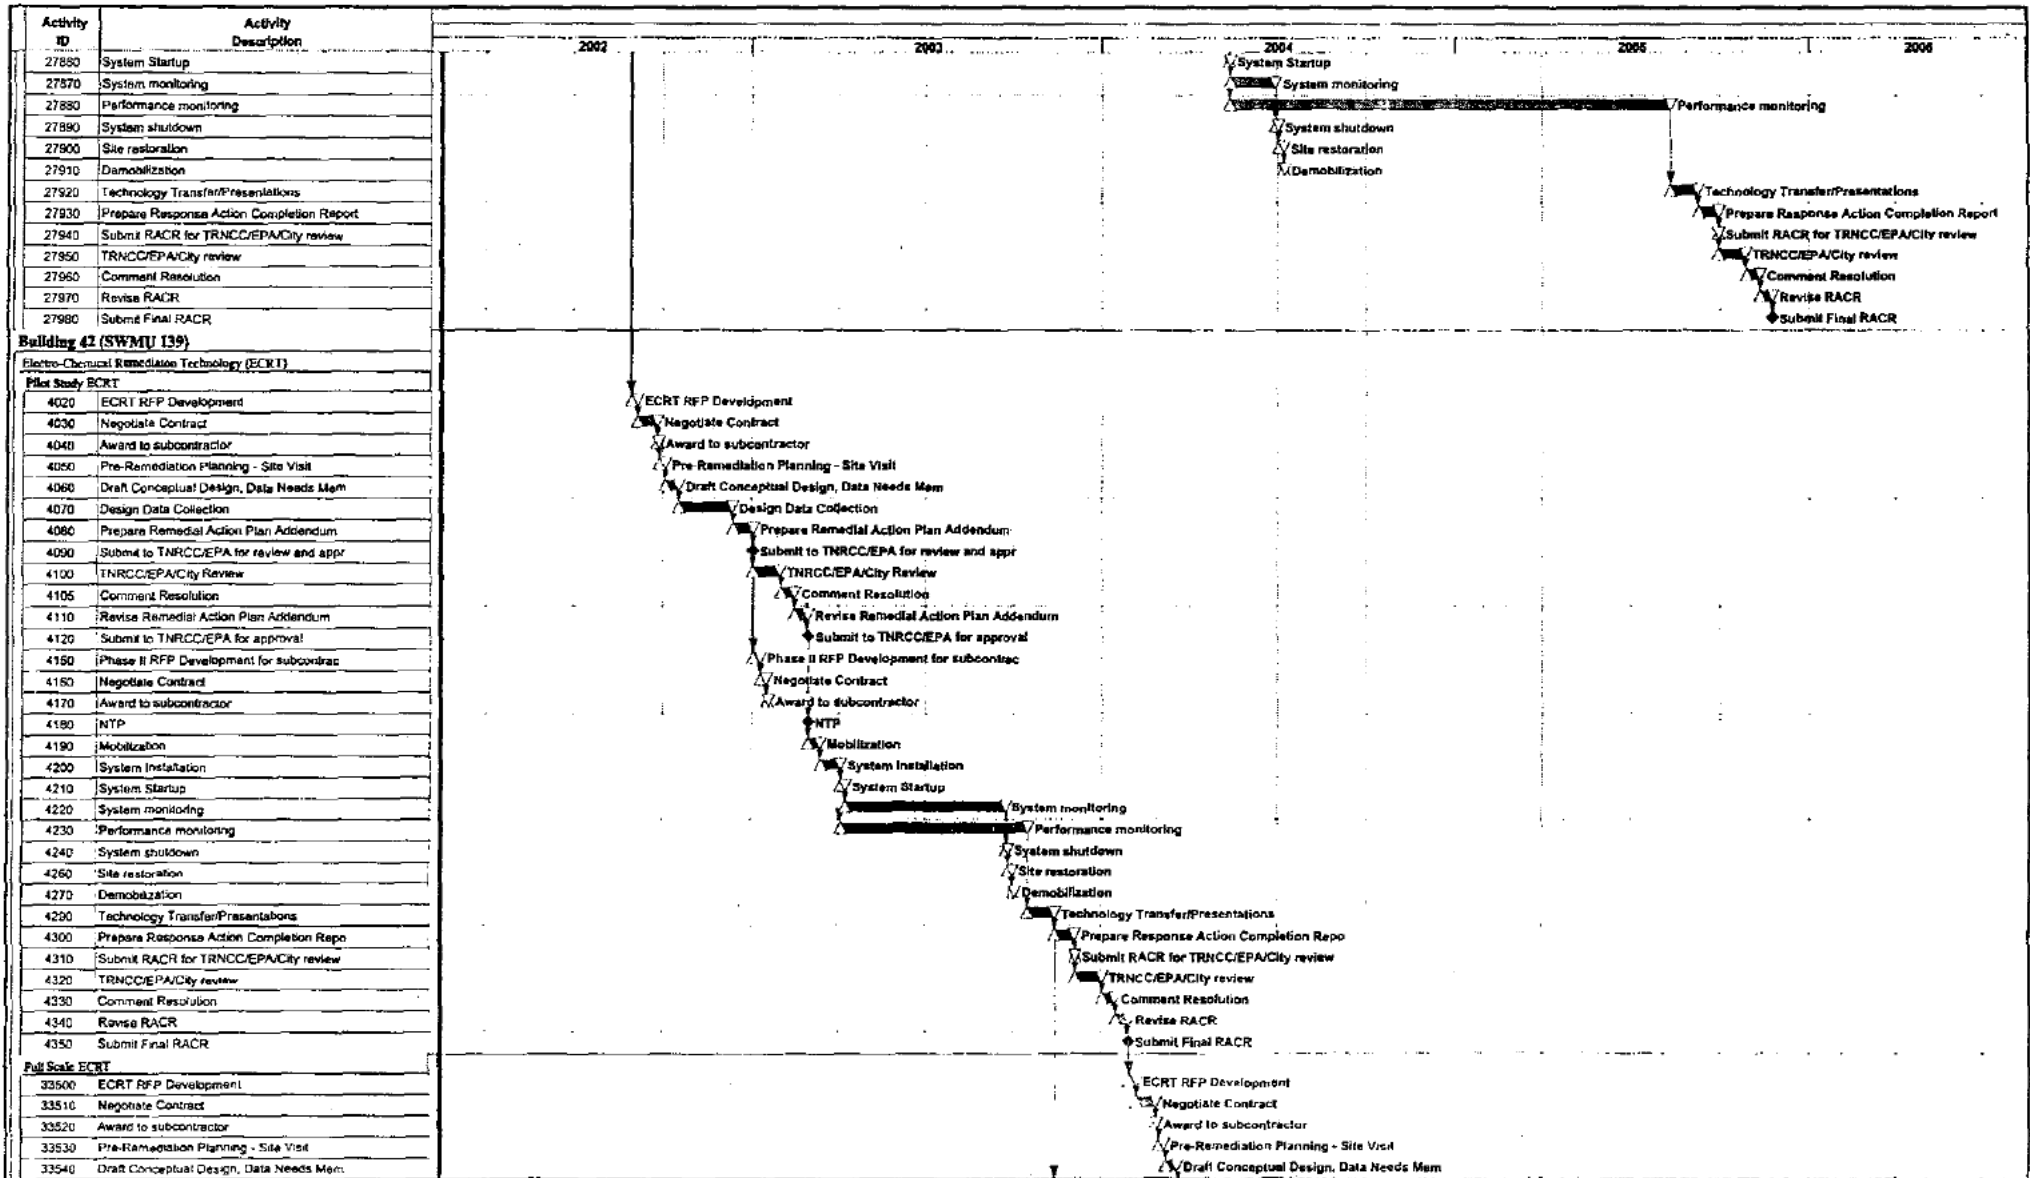 Activity ID Activity Description 2002 2003 2004 2005 2006
27860 System Startup System Startup
27870 System monitoring System monitoring
27880 Performance monitoring Performance monitoring
27890 System shutdown System shutdown
27900 Site restoration Site restoration
27910 Demobilization Demobilization
27920 Technology Transfer/Presentations Technology Transfer/Presentations
27930 Prepare Response Action Completion Report Prepare Response Action Completion Report
27940 Submit RACR for TRNCC/EPA/City review Submit RACR for TRNCC/EPA/City review
27950 TRNCC/EPA/City review TRNCC/EPA/City review
27960 Comment Resolution Comment Resolution
27970 Revise RACR Revise RACR
27980 Submit Final RACR Submit Final RACR
Building 42 (SWMU 139)
Electro-Chemical Remediaton Technology (ECRT)
Pilot Study ECRT
4020 ECRT RFP Development ECRT RFP Development
4030 Negotiate Contract Negotiate Contract
4040 Award to subcontractor Award to subcontractor
4050 Pre-Remediation Planning - Site Visit Pre-Remediation Planning - Site Visit
4060 Draft Conceptual Design, Data Needs Mem Draft Conceptual Design, Data Needs Mem
4070 Design Data Collection Design Data Collection
4080 Prepare Remedial Action Plan Addendum Prepare Remedial Action Plan Addendum
4090 Submit to TNRCC/EPA for review and appr Submit to TNRCC/EPA for review and appr
4100 TNRCC/EPA/City Review TNRCC/EPA/City Review
4105 Comment Resolution Comment Resolution
4110 Revise Remedial Action Plan Addendum Revise Remedial Action Plan Addendum
4120 Submit to TNRCC/EPA for approval Submit to TNRCC/EPA for approval
4150 Phase II RFP Development for subcontrac Phase II RFP Development for subcontrac
4160 Negotiate Contract Negotiate Contract
4170 Award to subcontractor Award to subcontractor
4180 NTP NTP
4190 Mobilization Mobilization
4200 System Installation System Installation
4210 System Startup System Startup
4220 System monitoring System monitoring
4230 Performance monitoring Performance monitoring
4240 System shutdown System shutdown
4260 Site restoration Site restoration
4270 Demobilization Demobilization
4290 Technology Transfer/Presentations Technology Transfer/Presentations
4300 Prepare Response Action Completion Repo Prepare Response Action Completion Repo
4310 Submit RACR for TRNCC/EPA/City review Submit RACR for TRNCC/EPA/City review
4320 TRNCC/EPA/City review TRNCC/EPA/City review
4330 Comment Resolution Comment Resolution
4340 Revise RACR Revise RACR
4350 Submit Final RACR Submit Final RACR
Full Scale ECRT
33500 ECRT RFP Development ECRT RFP Development
33510 Negotiate Contract Negotiate Contract
33520 Award to subcontractor Award to subcontractor
33530 Pre-Remediation Planning - Site Visit Pre-Remediation Planning - Site Visit
33540 Draft Conceptual Design, Data Needs Mem Draft Conceptual Design, Data Needs Mem